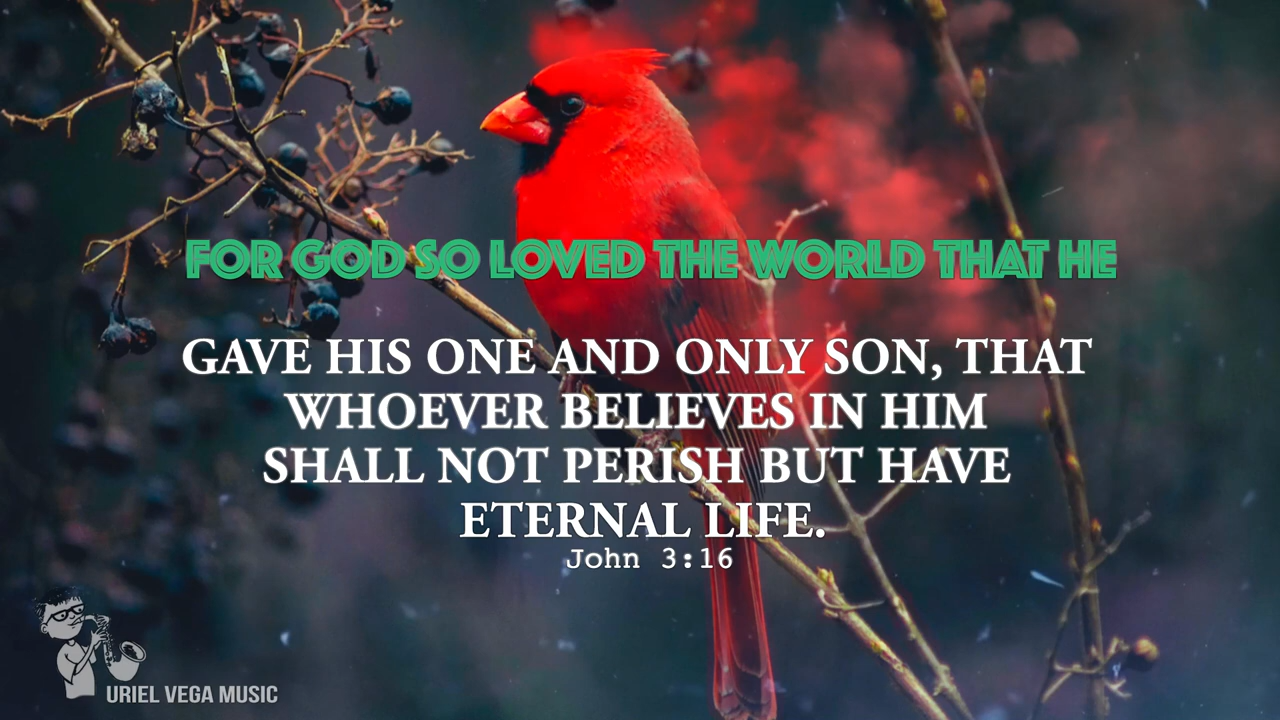 FOR GOD SO LOVED THE WORLD THAT HE
GAVE HIS ONE AND ONLY SON, THAT
WHOEVER BELIEVES IN HIM
SHALL NOT PERISH BUT HAVE
ETERNAL LIFE.
John 3:16
URIEL VEGA MUSIC